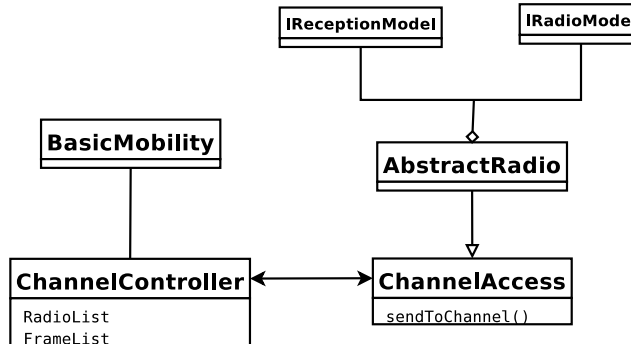 IReceptionModel
IRadioMode
BasicMobility
AbstractRadio
ChannelController
RadioList
FrameList
ChannelAccess
sendToChannel()